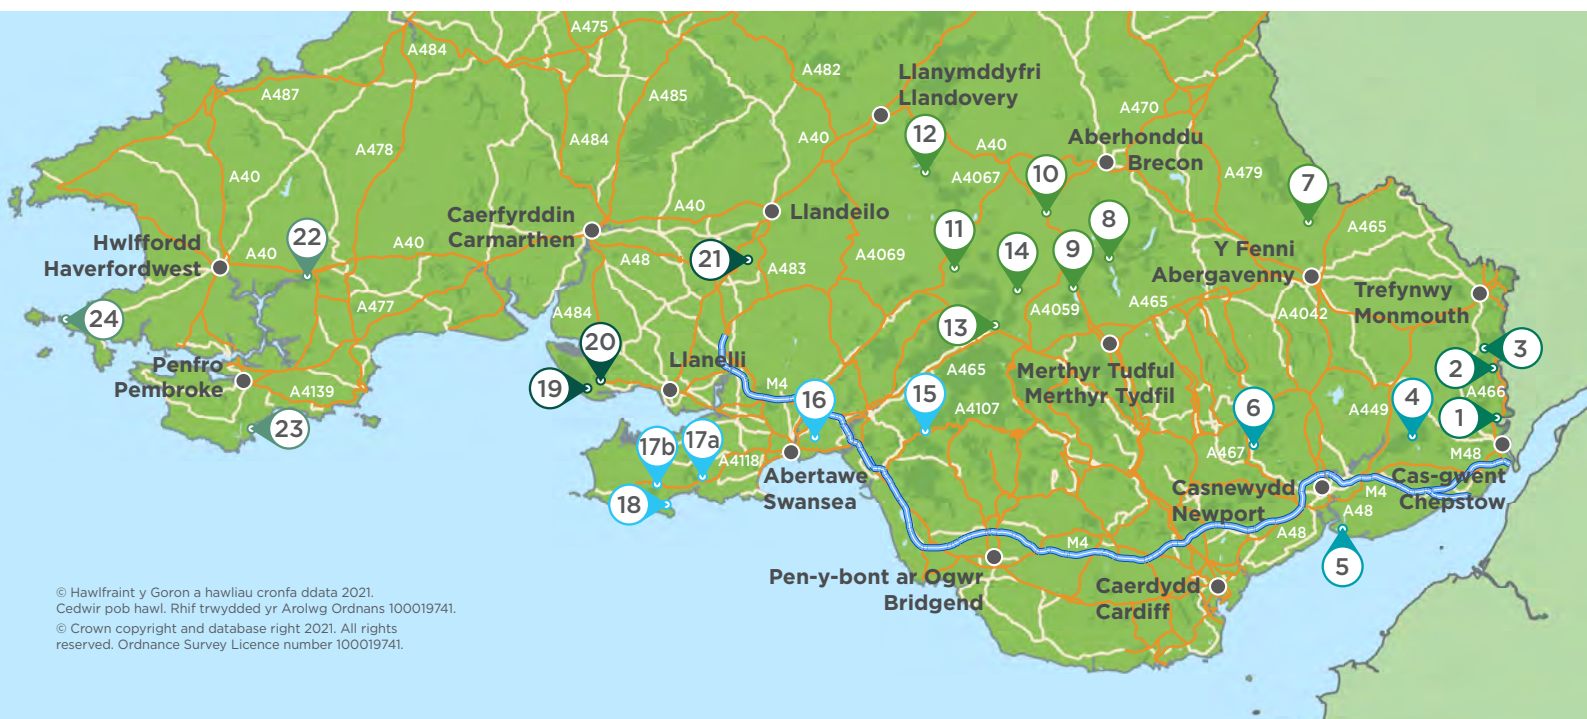 A475
A484
A487
A482
A485
Llanymddyfri
Llandovery
A470
A478
A484
A40
12
A40
Aberhonddu
Brecon
A40
A4067
10
A479
7
Caerfyrddin
Carmarthen
A40
Llandeilo
8
A465
Hwlffordd
Haverfordwest
22
A40
A40
11
Y Fenni
Abergavenny
A48
21
A483
A4069
14
9
Trefynwy
Monmouth
24
A477
A484
A4059
A465
A4042
13
3
20
Penfro
Pembroke
Llanelli
Merthyr Tudful
Merthyr Tydfil
2
A4139
19
M4
A465
A466
16
15
A4107
6
A449
4
1
23
17b
17a
A4118
A467
M48
18
Abertawe
Swansea
Casnewydd
Newport
Cas-gwent
Chepstow
M4
A48
A48
M4
5
Pen-y-bont ar Ogwr
Bridgend
Caerdydd
Cardiff
© Hawlfraint y Goron a hawliau cronfa ddata 2021.
Cedwir pob hawl. Rhif trwydded yr Arolwg Ordnans 100019741.
© Crown copyright and database right 2021. All rights
reserved. Ordnance Survey Licence number 100019741.